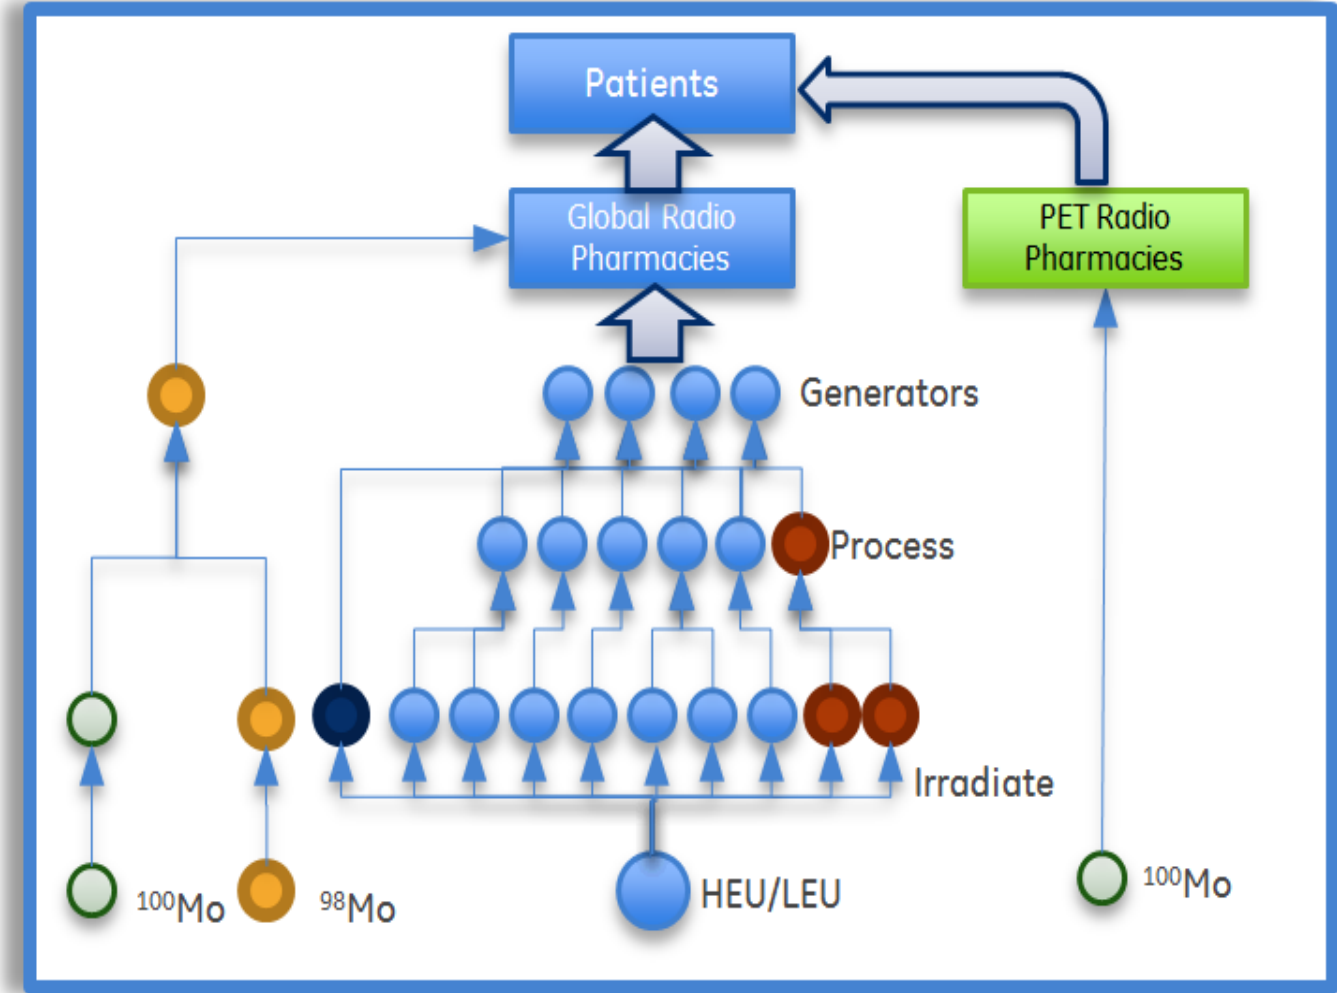 Patients
Global Radio
Pharmacies
PET Radio
Pharmacies
Generators
Process
Irradiate
¹⁰⁰Mo
⁹⁸Mo
HEU/LEU
¹⁰⁰Mo